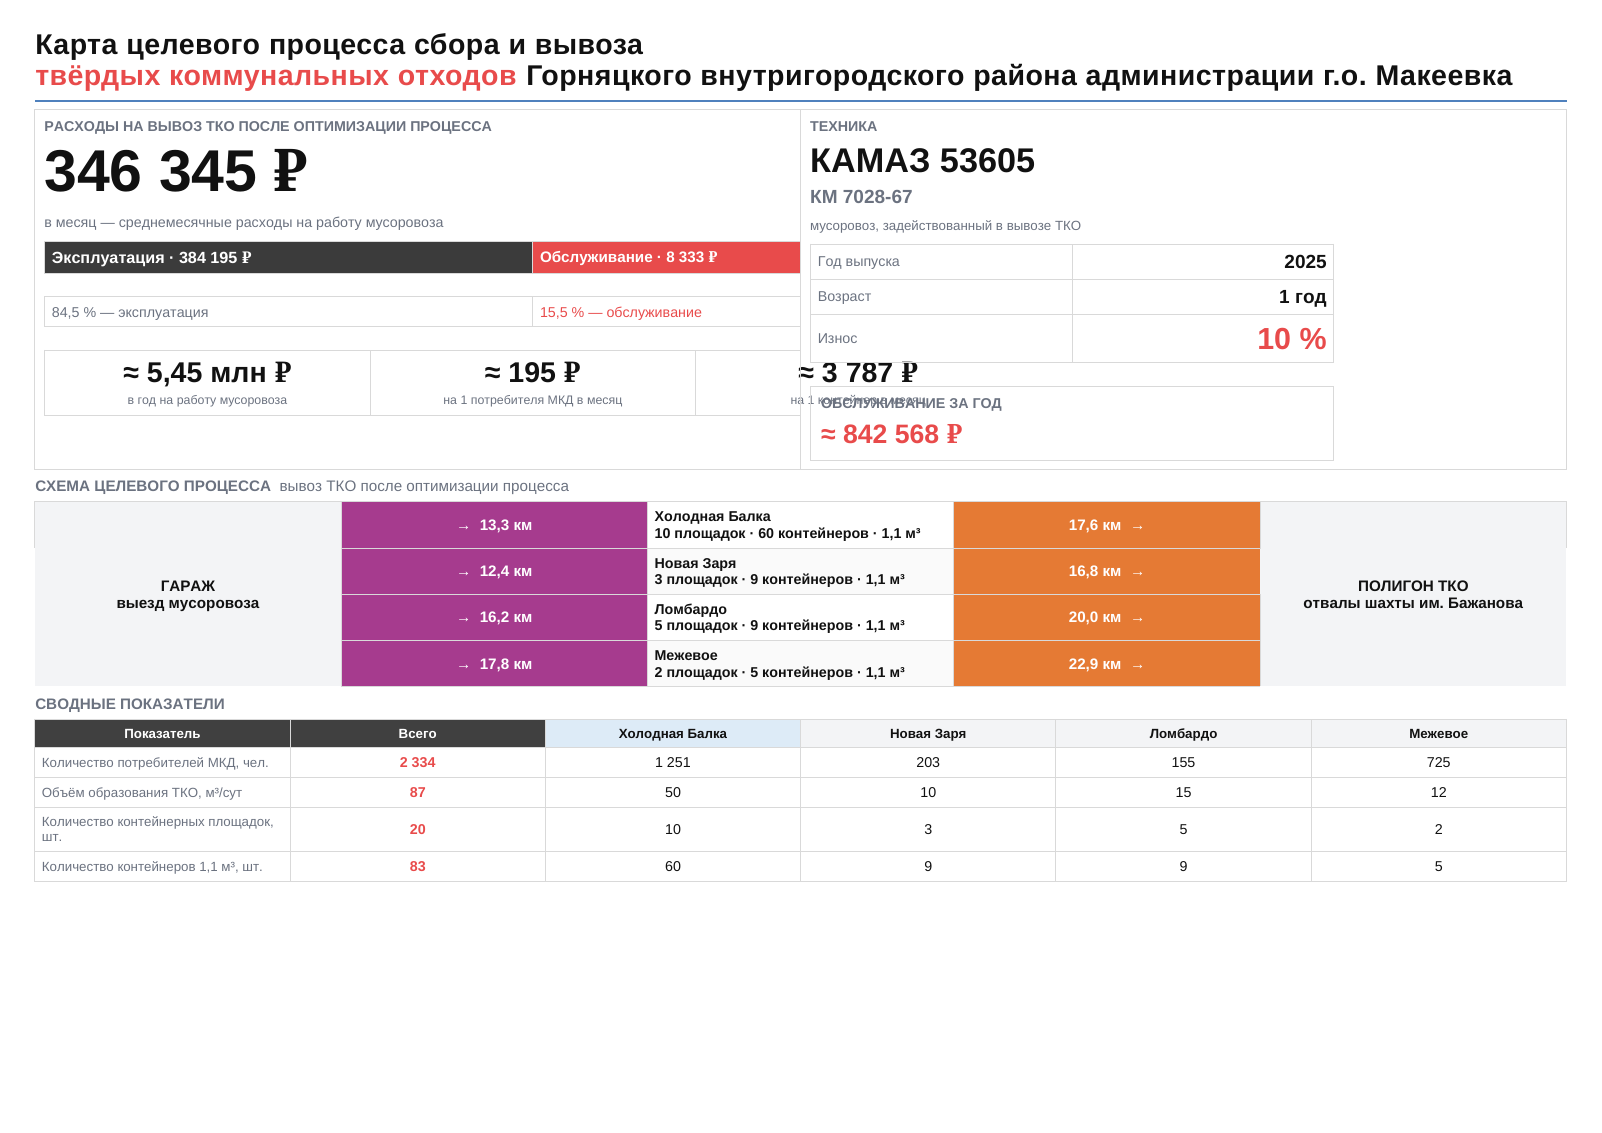 Карта целевого процесса сбора и вывоза
твёрдых коммунальных отходов Горняцкого внутригородского района администрации г.о. Макеевка
РАСХОДЫ НА ВЫВОЗ ТКО ПОСЛЕ ОПТИМИЗАЦИИ ПРОЦЕССА
346 345 ₽
в месяц — среднемесячные расходы на работу мусоровоза
Эксплуатация · 384 195 ₽
Обслуживание · 8 333 ₽
84,5 % — эксплуатация
15,5 % — обслуживание
≈ 5,45 млн ₽
в год на работу мусоровоза
≈ 195 ₽
на 1 потребителя МКД в месяц
≈ 3 787 ₽
на 1
ТЕХНИКА
КАМАЗ 53605
КМ 7028-67
мусоровоз, задействованный в вывозе ТКО
Год выпуска 2025
Возраст 1 год
Износ 10 %
ОБСЛУЖИВАНИЕ ЗА ГОД
≈ 842 568 ₽
СХЕМА ЦЕЛЕВОГО ПРОЦЕССА вывоз ТКО после оптимизации процесса
ГАРАЖ
выезд мусоровоза
→ 13,3 км
Холодная Балка
10 площадок · 60 контейнеров · 1,1 м³
17,6 км →
→ 12,4 км
Новая Заря
3 площадок · 9 контейнеров · 1,1 м³
16,8 км →
→ 16,2 км
Ломбардо
5 площадок · 9 контейнеров · 1,1 м³
20,0 км →
→ 17,8 км
Межевое
2 площадок · 5 контейнеров · 1,1 м³
22,9 км →
ПОЛИГОН ТКО
отвалы шахты им. Бажанова
СВОДНЫЕ ПОКАЗАТЕЛИ
Показатель Всего Холодная Балка Новая Заря Ломбардо Межевое
Количество потребителей МКД, чел. 2 334 1 251 203 155 725
Объём образования ТКО, м³/сут 87 50 10 15 12
Количество контейнерных площадок,
шт. 20 10 3 5 2
Количество контейнеров 1,1 м³, шт. 83 60 9 9 5